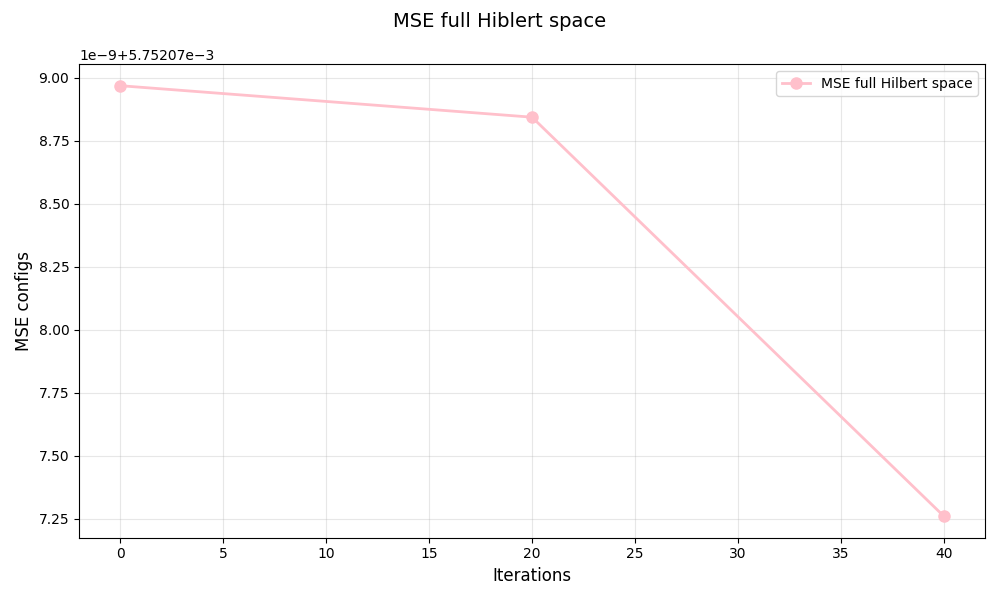 MSE full Hiblert space
1e−9+5.75207e−3
9.00
8.75
8.50
8.25
8.00
7.75
7.50
7.25
MSE configs
MSE full Hilbert space
0 5 10 15 20 25 30 35 40
Iterations